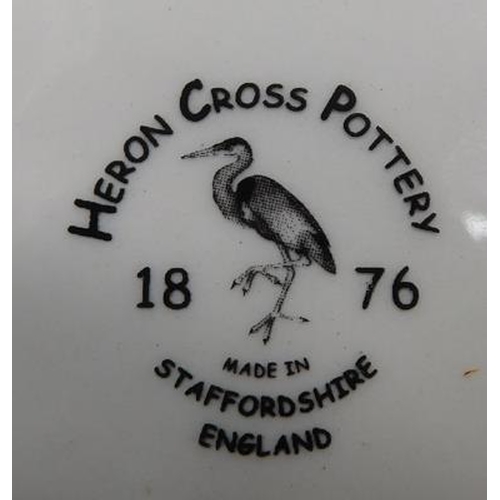 HERON CROSS POTTERY
18 76
MADE IN
STAFFORDSHIRE
ENGLAND